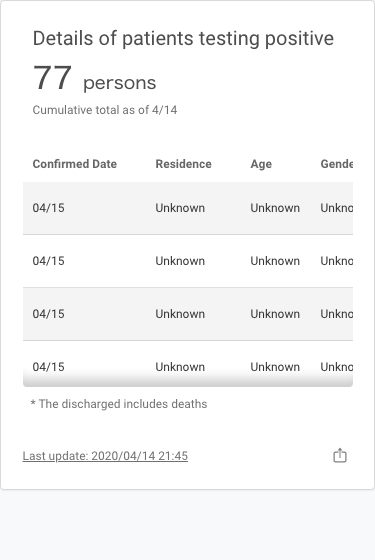 Details of patients testing positive
77 persons
Cumulative total as of 4/14
Confirmed Date Residence Age Gende
04/15 Unknown Unknown Unkno
04/15 Unknown Unknown Unkno
04/15 Unknown Unknown Unkno
04/15 Unknown Unknown Unkno
* The discharged includes deaths
Last update: 2020/04/14 21:45